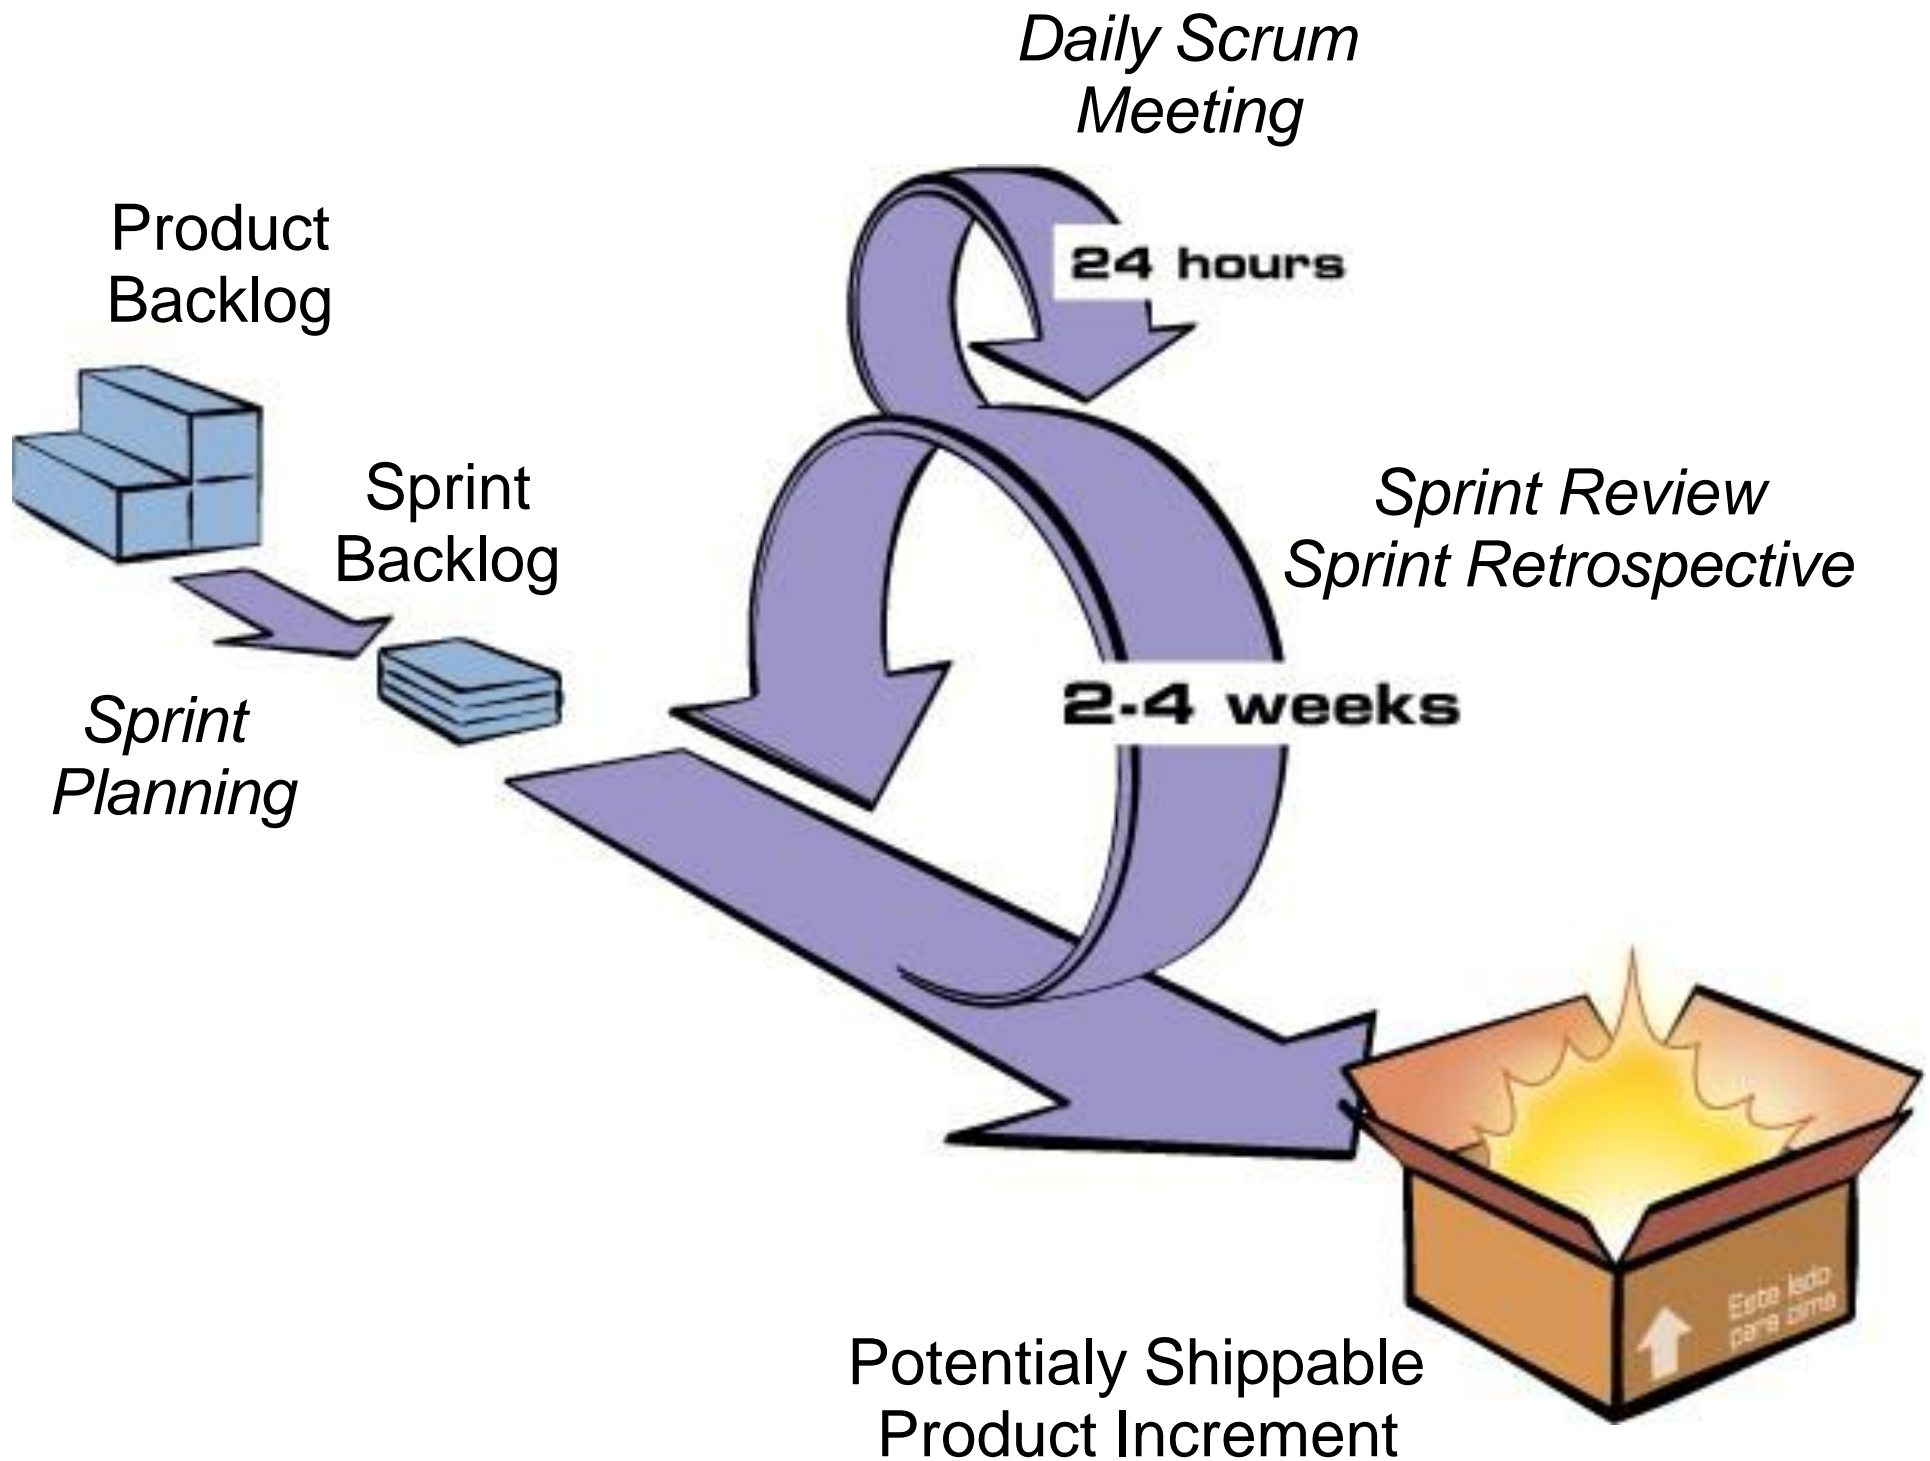 Daily Scrum
Meeting
24 hours
Product
Backlog
Sprint
Backlog
Sprint
Planning
Sprint Review
Sprint Retrospective
2-4 weeks
Este lado
para cima
Potentialy Shippable
Product Increment